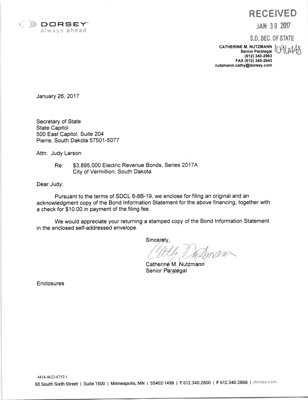 RECEIVED
JAN 30 2017
S.D. SEC. OF STATE
DORSEY™
always ahead
CATHERINE M. NUTZMANN
Senior Paralegal
(612) 340-2663
FAX (612) 340-2643
nutzmann.cathy@dorsey.com
January 26, 2017
Secretary of State
State Capitol
500 East Capitol, Suite 204
Pierre, South Dakota 57501-5077
Attn: Judy Larson
Re: $3,895,000 Electric Revenue Bonds, Series 2017A
City of Vermillion, South Dakota
Dear Judy:
Pursuant to the terms of SDCL 6-8B-19, we enclose for filing an original and an
acknowledgment copy of the Bond Information Statement for the above financing, together with
a check for $10.00 in payment of the filing fee.
We would appreciate your returning a stamped copy of the Bond Information Statement
in the enclosed self-addressed envelope.
Sincerely,
Cathy Nutzmann
Catherine M. Nutzmann
Senior Paralegal
Enclosures
4818-4622-6752\1
50 South Sixth Street | Suite 1500 | Minneapolis, MN | 55402-1498 | T 612.340.2600 | F 612.340.2868 | dorsey.com